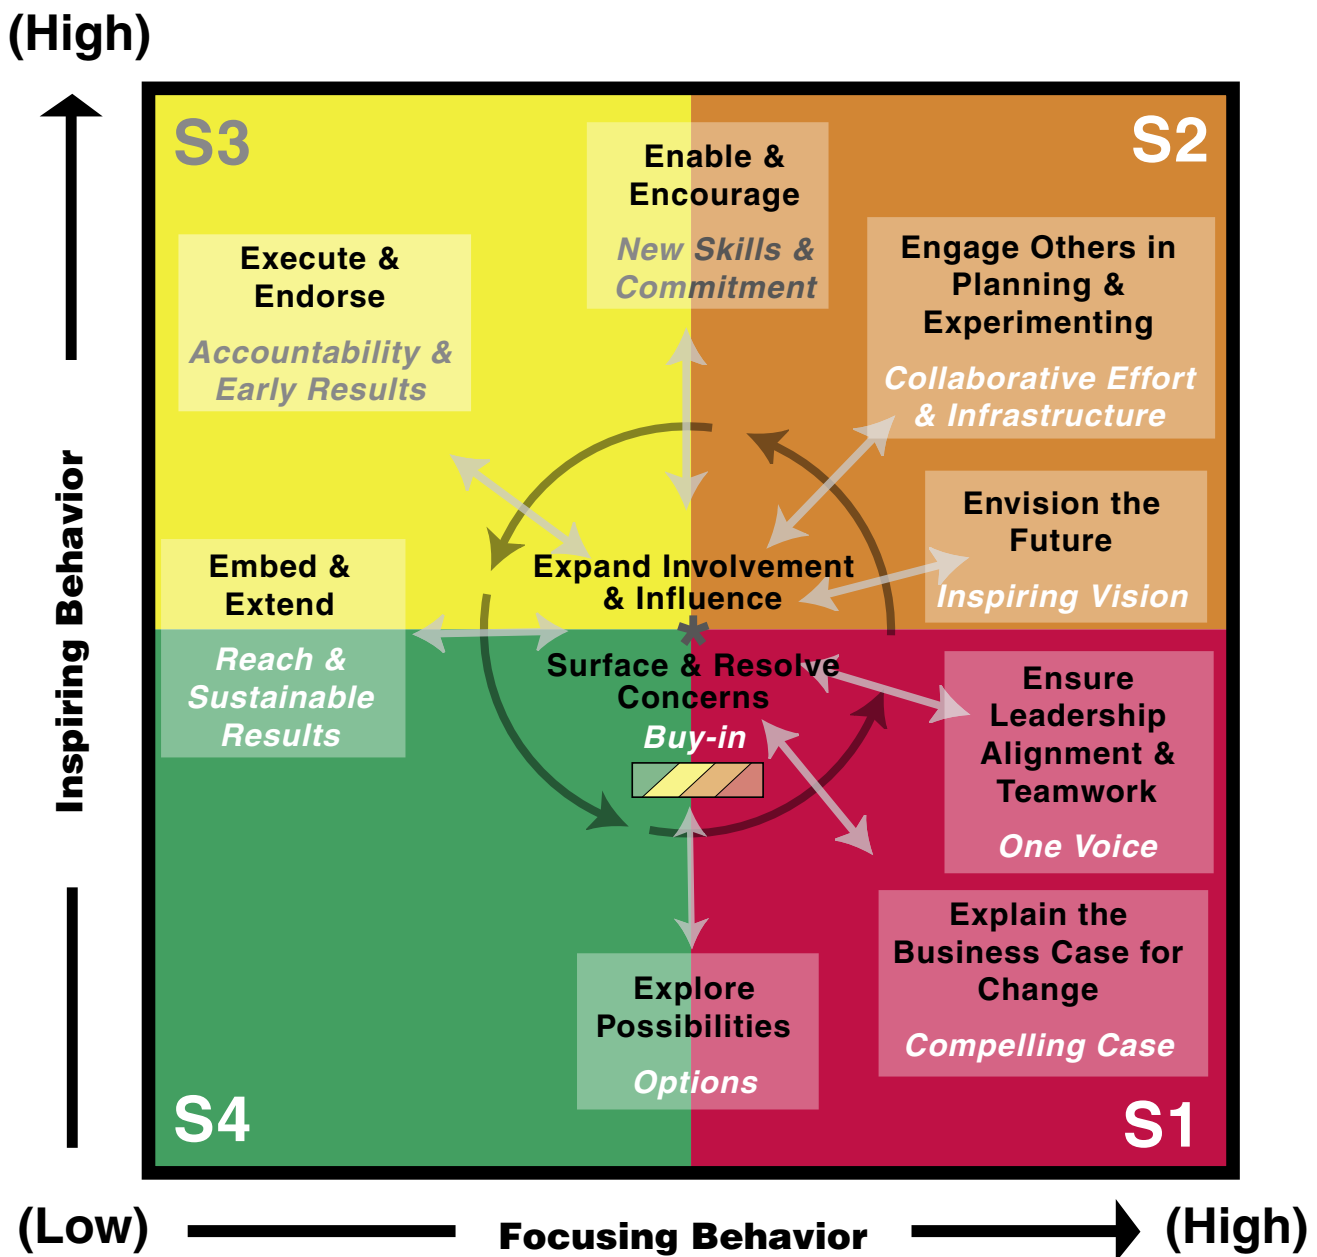 (High)
S3
S2
Enable &
Encourage
New Skills &
Commitment
Execute &
Endorse
Accountability &
Early Results
Engage Others in
Planning &
Experimenting
Collaborative Effort
& Infrastructure
Envision the
Future
Inspiring Vision
Inspiring Behavior
Embed &
Extend
Reach &
Sustainable
Results
Expand Involvement
& Influence
*
Surface & Resolve
Concerns
Buy-in
Ensure
Leadership
Alignment &
Teamwork
One Voice
Explain the
Business Case for
Change
Compelling Case
Explore
Possibilities
Options
S4
S1
(Low)
Focusing Behavior
(High)